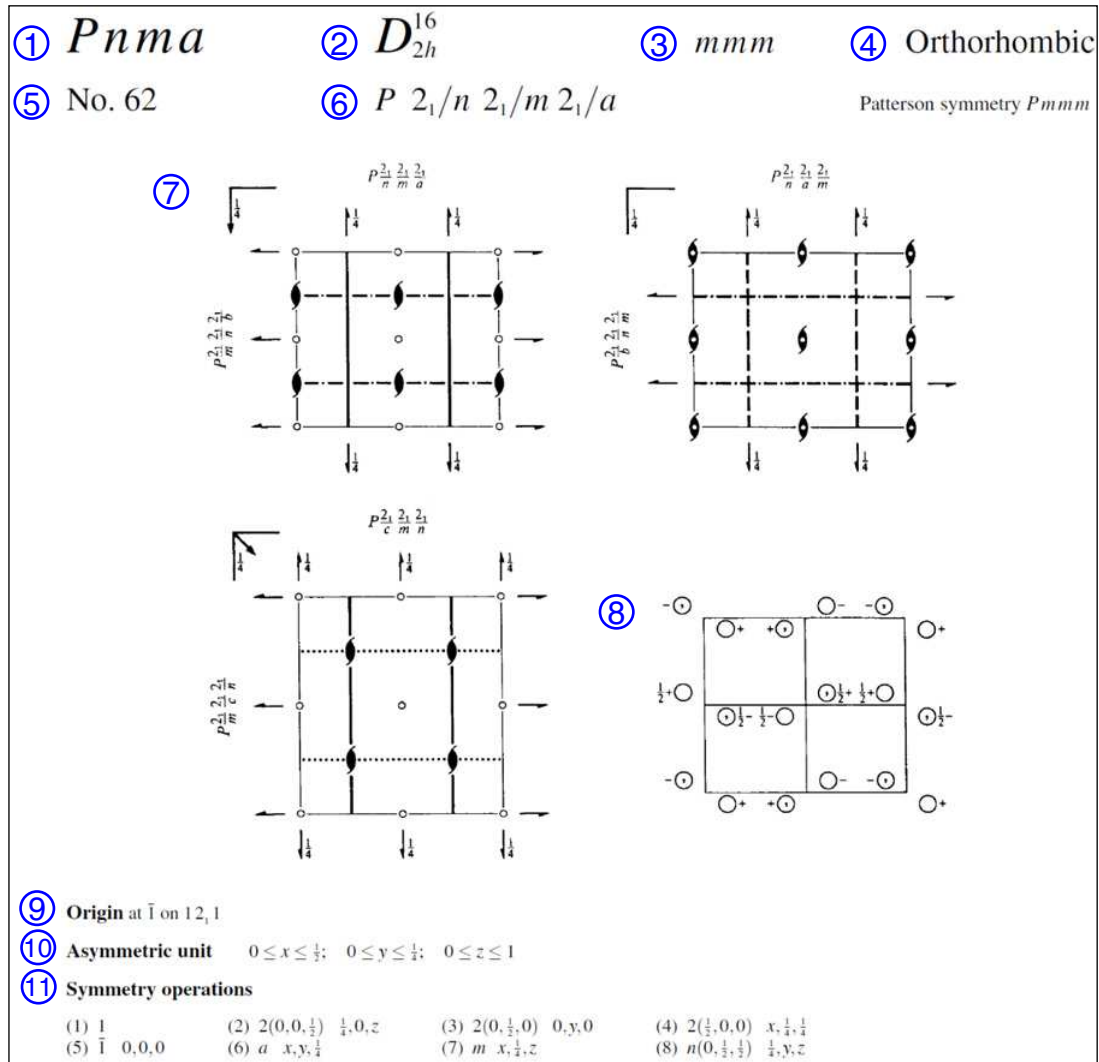 ① Pnma ② D₂ₕ¹⁶ ③ mmm ④ Orthorhombic
⑤ No. 62 ⑥ P 2₁/n 2₁/m 2₁/a Patterson symmetry Pmmm
⑦
P 2₁/n 2₁/m 2₁/a
1/4 1/4 1/4
P 2₁/m 2₁/n 2₁/b
1/4 1/4
P 2₁/n 2₁/a 2₁/m
1/4 1/4 1/4
P 2₁/b 2₁/n 2₁/m
1/4 1/4
P 2₁/c 2₁/m 2₁/n
1/4 1/4 1/4 1/4
P 2₁/m 2₁/c 2₁/n
1/4 1/4 1/4
⑧
- - -
+ + +
1/2+ 1/2+ 1/2+
1/2- 1/2- 1/2-
- - -
+ + +
⑨ Origin at 1̄ on 1 2₁ 1
⑩ Asymmetric unit 0 ≤ x ≤ 1/2; 0 ≤ y ≤ 1/4; 0 ≤ z ≤ 1
⑪ Symmetry operations
(1) 1 (2) 2(0,0,1/2) 1/4,0,z (3) 2(0,1/2,0) 0,y,0 (4) 2(1/2,0,0) x,1/4,1/4
(5) 1̄ 0,0,0 (6) a x,y,1/4 (7) m x,1/4,z (8) n(0,1/2,1/2) 1/4,y,z